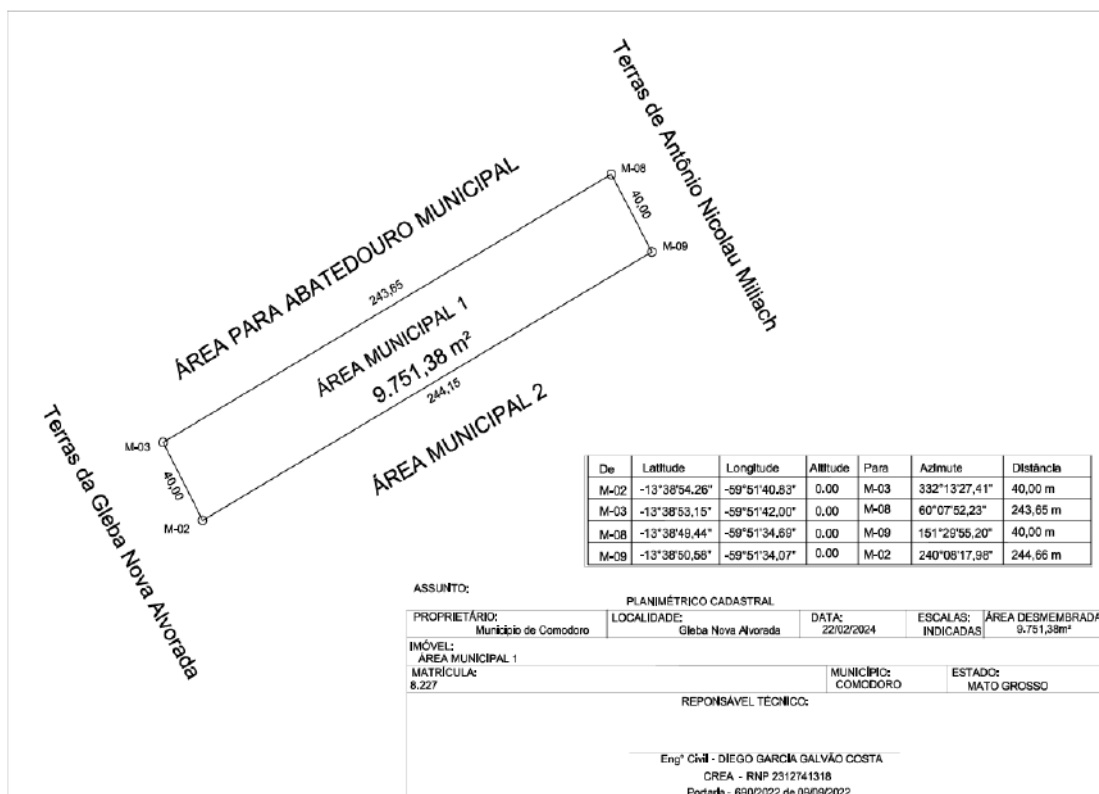 Terras de Antônio Nicolau Miliach
M-08
40,00
M-09
ÁREA PARA ABATEDOURO MUNICIPAL
243,65
ÁREA MUNICIPAL 1
9.751,38 m²
244,15
ÁREA MUNICIPAL 2
M-03
40,00
M-02
Terras da Gleba Nova Alvorada
De Latitude Longitude Altitude Para Azimute Distância
M-02 -13°38'54.26" -59°51'40.83" 0.00 M-03 332°13'27,41" 40,00 m
M-03 -13°38'53,15" -59°51'42,00" 0.00 M-08 60°07'52,23" 243,65 m
M-08 -13°38'49,44" -59°51'34,69" 0.00 M-09 151°29'55,20" 40,00 m
M-09 -13°38'50,58" -59°51'34,07" 0.00 M-02 240°08'17,98" 244,66 m
ASSUNTO:
PLANIMÉTRICO CADASTRAL
PROPRIETÁRIO: LOCALIDADE: DATA: ESCALAS: ÁREA DESMEMBRADA
Municipio de Comodoro Gleba Nova Alvorada 22/02/2024 INDICADAS 9.751,38m²
IMÓVEL:
ÁREA MUNICIPAL 1
MATRÍCULA: MUNICÍPIO: ESTADO:
8.227 COMODORO MATO GROSSO
REPONSÁVEL TÉCNICO:
Engº Civil - DIEGO GARCIA GALVÃO COSTA
CREA - RNP 2312741318
Portaria - 690/2022 de 09/09/2022